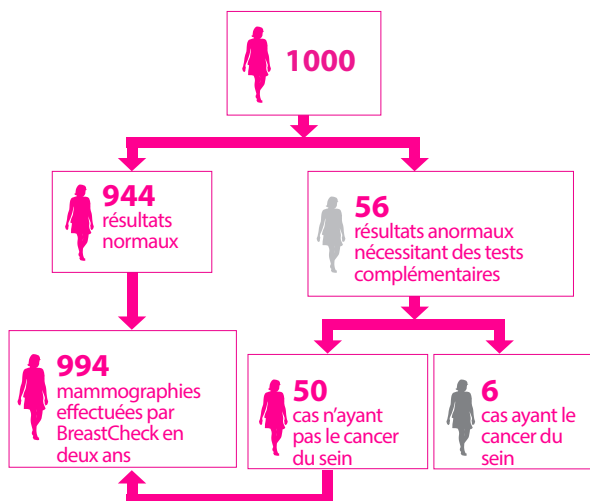 1000
944
résultats
normaux
56
résultats anormaux
nécessitant des tests
complémentaires
994
mammographies
effectuées par
BreastCheck en
deux ans
50
cas n'ayant
pas le cancer
du sein
6
cas ayant le
cancer du
sein